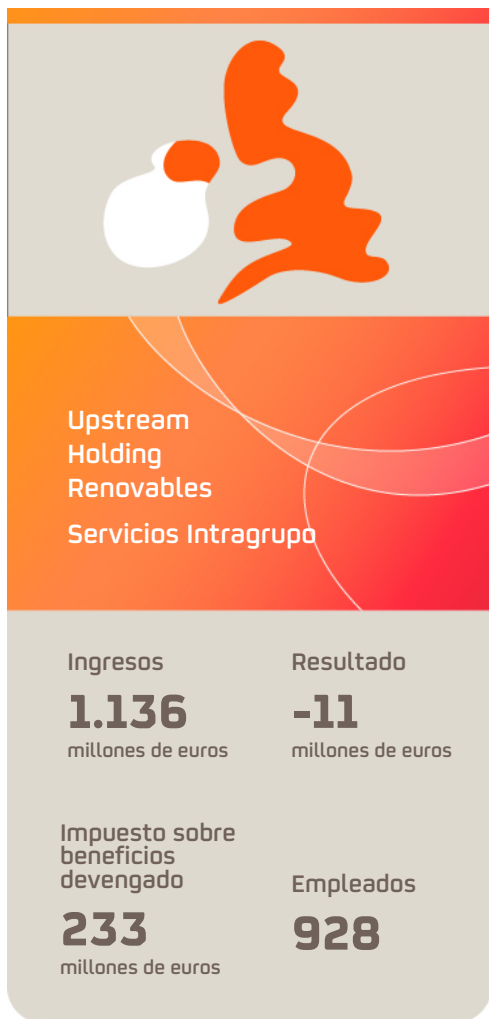 Upstream
Holding
Renovables
Servicios Intragrupo
Ingresos
1.136
millones de euros
Resultado
-11
millones de euros
Impuesto sobre
beneficios
devengado
233
millones de euros
Empleados
928